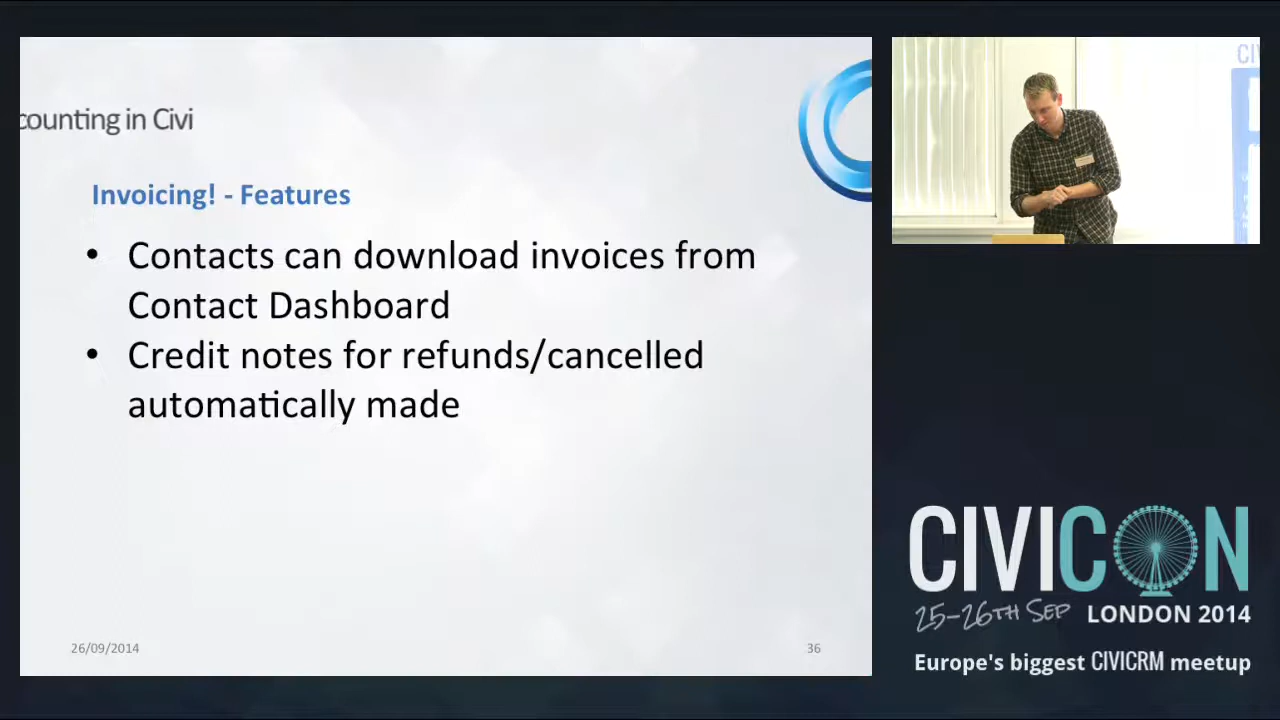 counting in Civi
Invoicing! - Features
• Contacts can download invoices from
Contact Dashboard
• Credit notes for refunds/cancelled
automatically made
26/09/2014
36
CI
CIVICON
25-26TH SEP LONDON 2014
Europe's biggest CIVICRM meetup